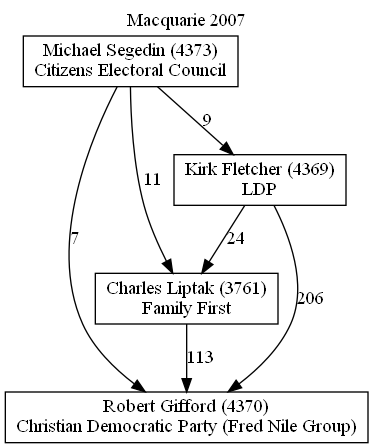 Macquarie 2007
Michael Segedin (4373)
Citizens Electoral Council
9
Kirk Fletcher (4369)
LDP
11
7
24
Charles Liptak (3761)
Family First
206
113
Robert Gifford (4370)
Christian Democratic Party (Fred Nile Group)